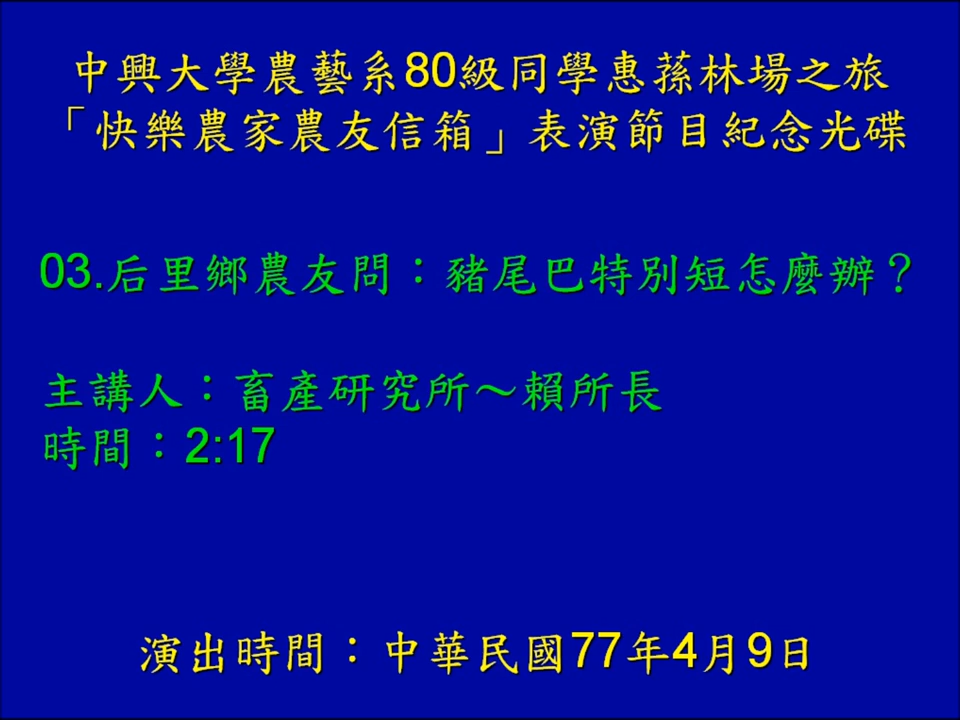 中興大學農藝系80級同學惠蓀林場之旅
「快樂農家農友信箱」表演節目紀念光碟
03.后里鄉農友問：豬尾巴特別短怎麼辦？
主講人：畜產研究所～賴所長
時間：2:17
演出時間：中華民國77年4月9日